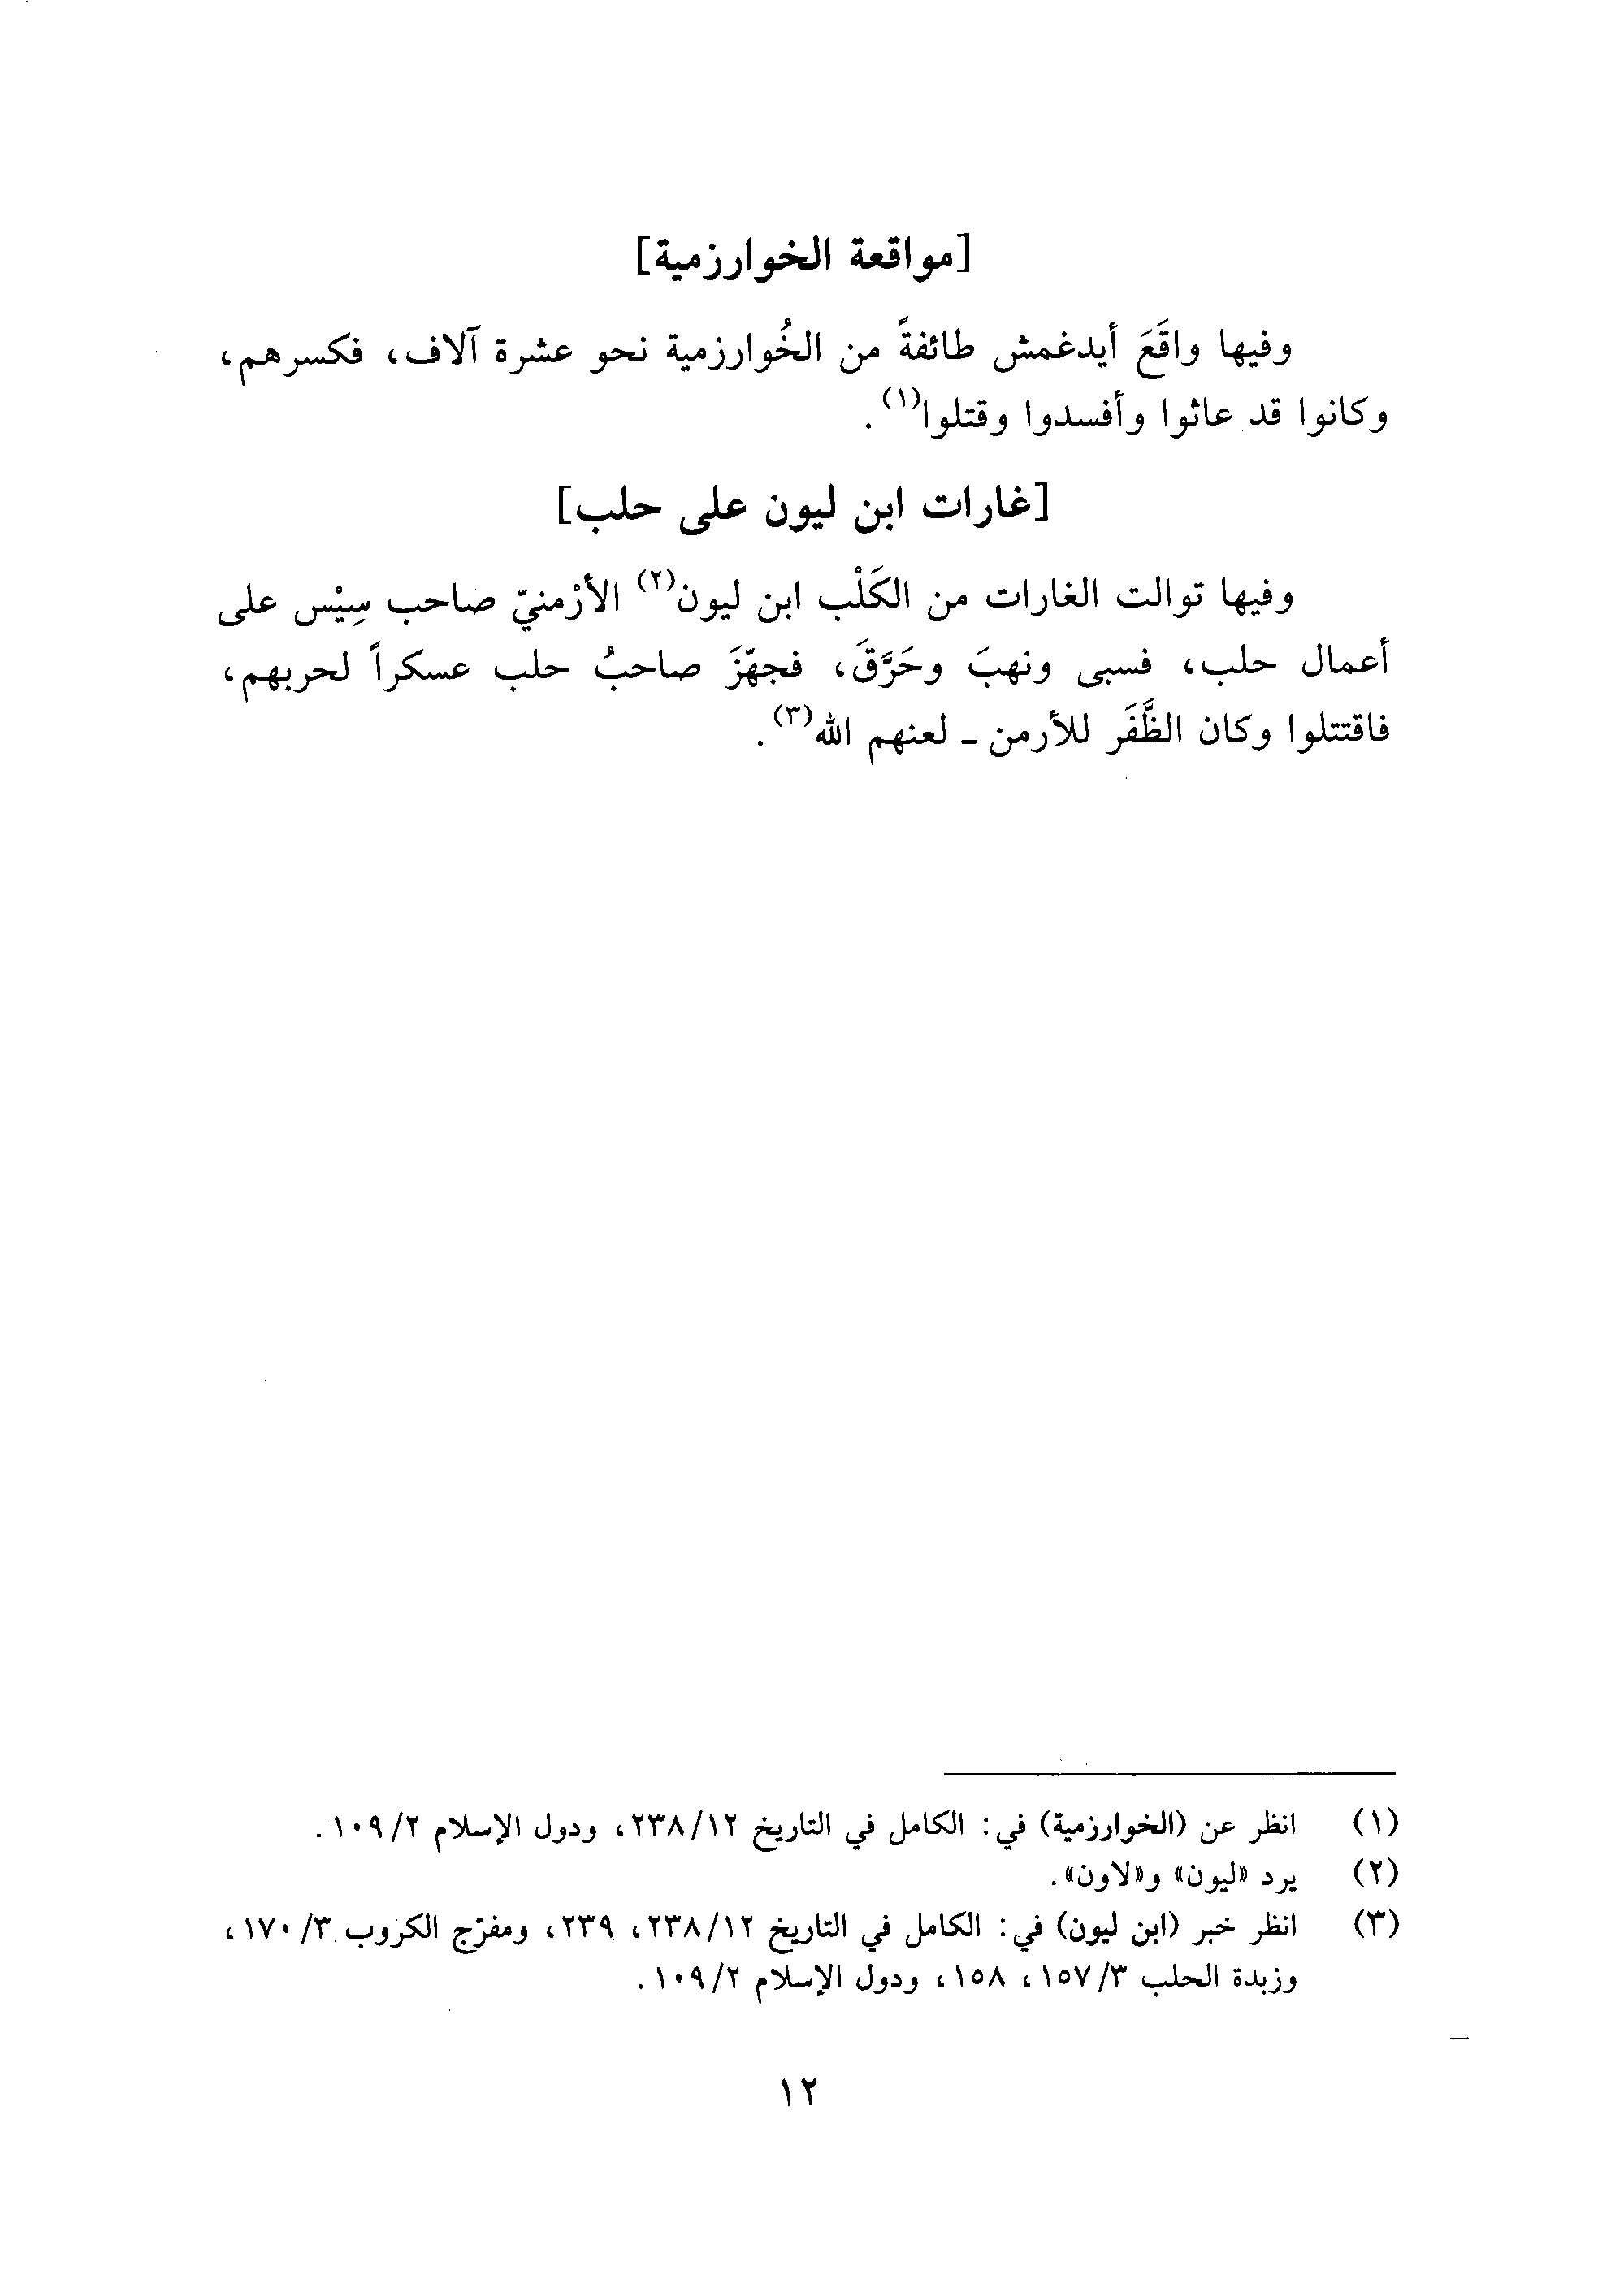 [مواقعة الخوارزمية]
وفيها واقَعَ أيدغمش طائفةً من الخُوارزمية نحو عشرة آلاف، فكسرهم،
وكانوا قد عاثوا وأفسدوا وقتلوا(١).
[غارات ابن ليون على حلب]
وفيها توالت الغارات من الكَلْب ابن ليون(٢) الأرْمنيّ صاحب سِيْس على
أعمال حلب، فسبى ونهبَ وحَرَّقَ، فجهّزَ صاحبُ حلب عسكراً لحربهم،
فاقتتلوا وكان الظَّفَر للأرمن ـ لعنهم الله(٣).
(١) انظر عن (الخوارزمية) في: الكامل في التاريخ ٢٣٨/١٢، ودول الإسلام ١٠٩/٢.
(٢) يرد «ليون» و«لاون».
(٣) انظر خبر (ابن ليون) في: الكامل في التاريخ ٢٣٨/١٢، ٢٣٩، ومفرّج الكروب ١٧٠/٣،
وزبدة الحلب ١٥٧/٣، ١٥٨، ودول الإسلام ١٠٩/٢.
١٢